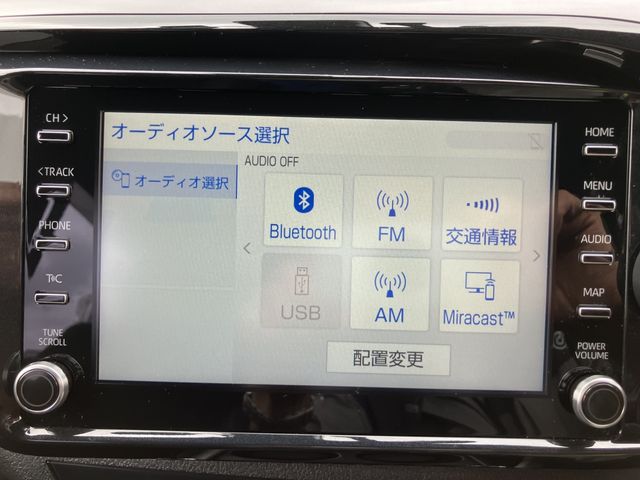 オーディオソース選択
オーディオ選択
AUDIO OFF
Bluetooth
FM
交通情報
USB
AM
Miracast™
配置変更
CH >
< TRACK
PHONE
T@C
TUNE
SCROLL
HOME
MENU
AUDIO
MAP
POWER
VOLUME